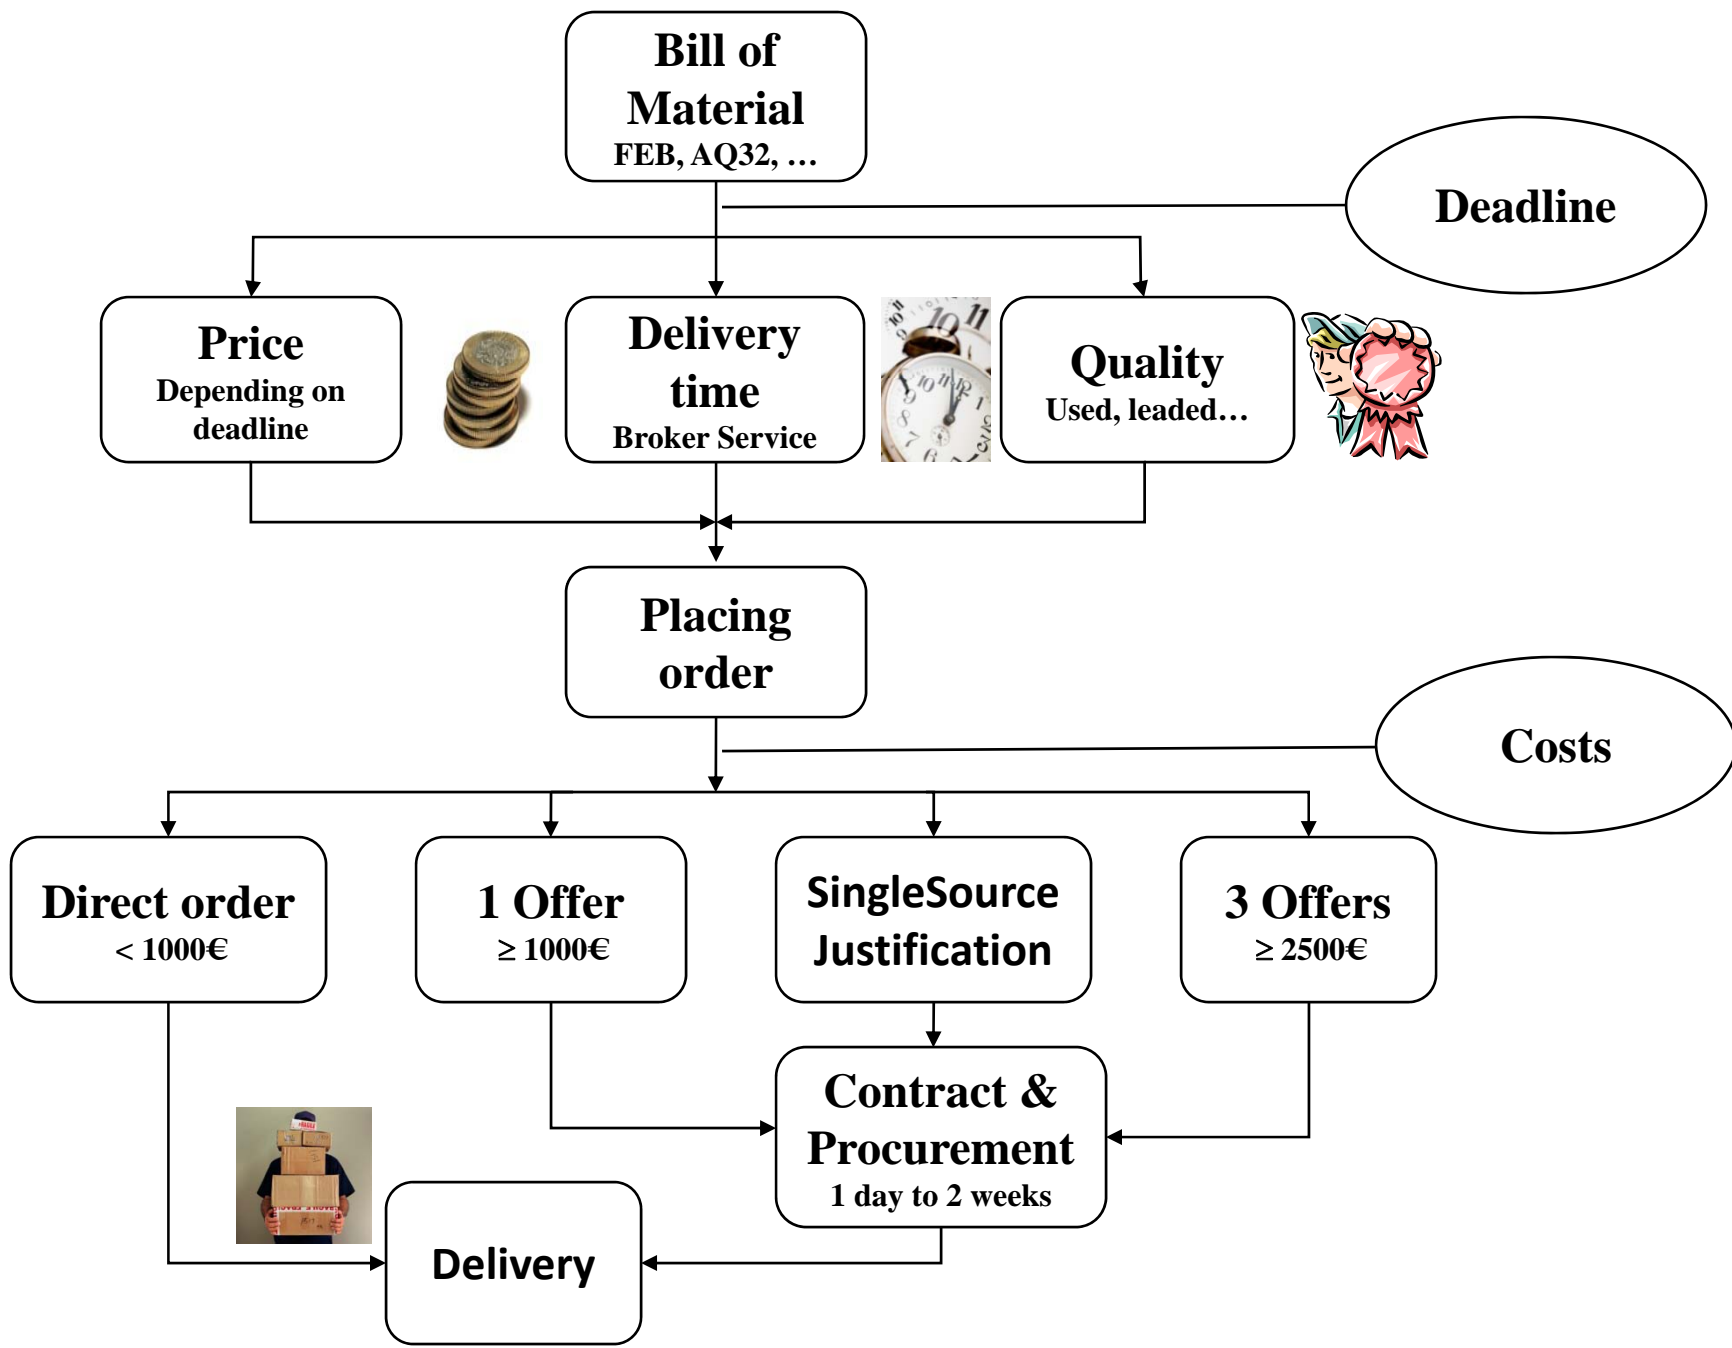 Bill of
Material
FEB, AQ32, …
Deadline
Price
Depending on
deadline
Delivery
time
Broker Service
Quality
Used, leaded…
Placing
order
Costs
Direct order
< 1000€
1 Offer
≥ 1000€
SingleSource
Justification
3 Offers
≥ 2500€
Contract &
Procurement
1 day to 2 weeks
Delivery